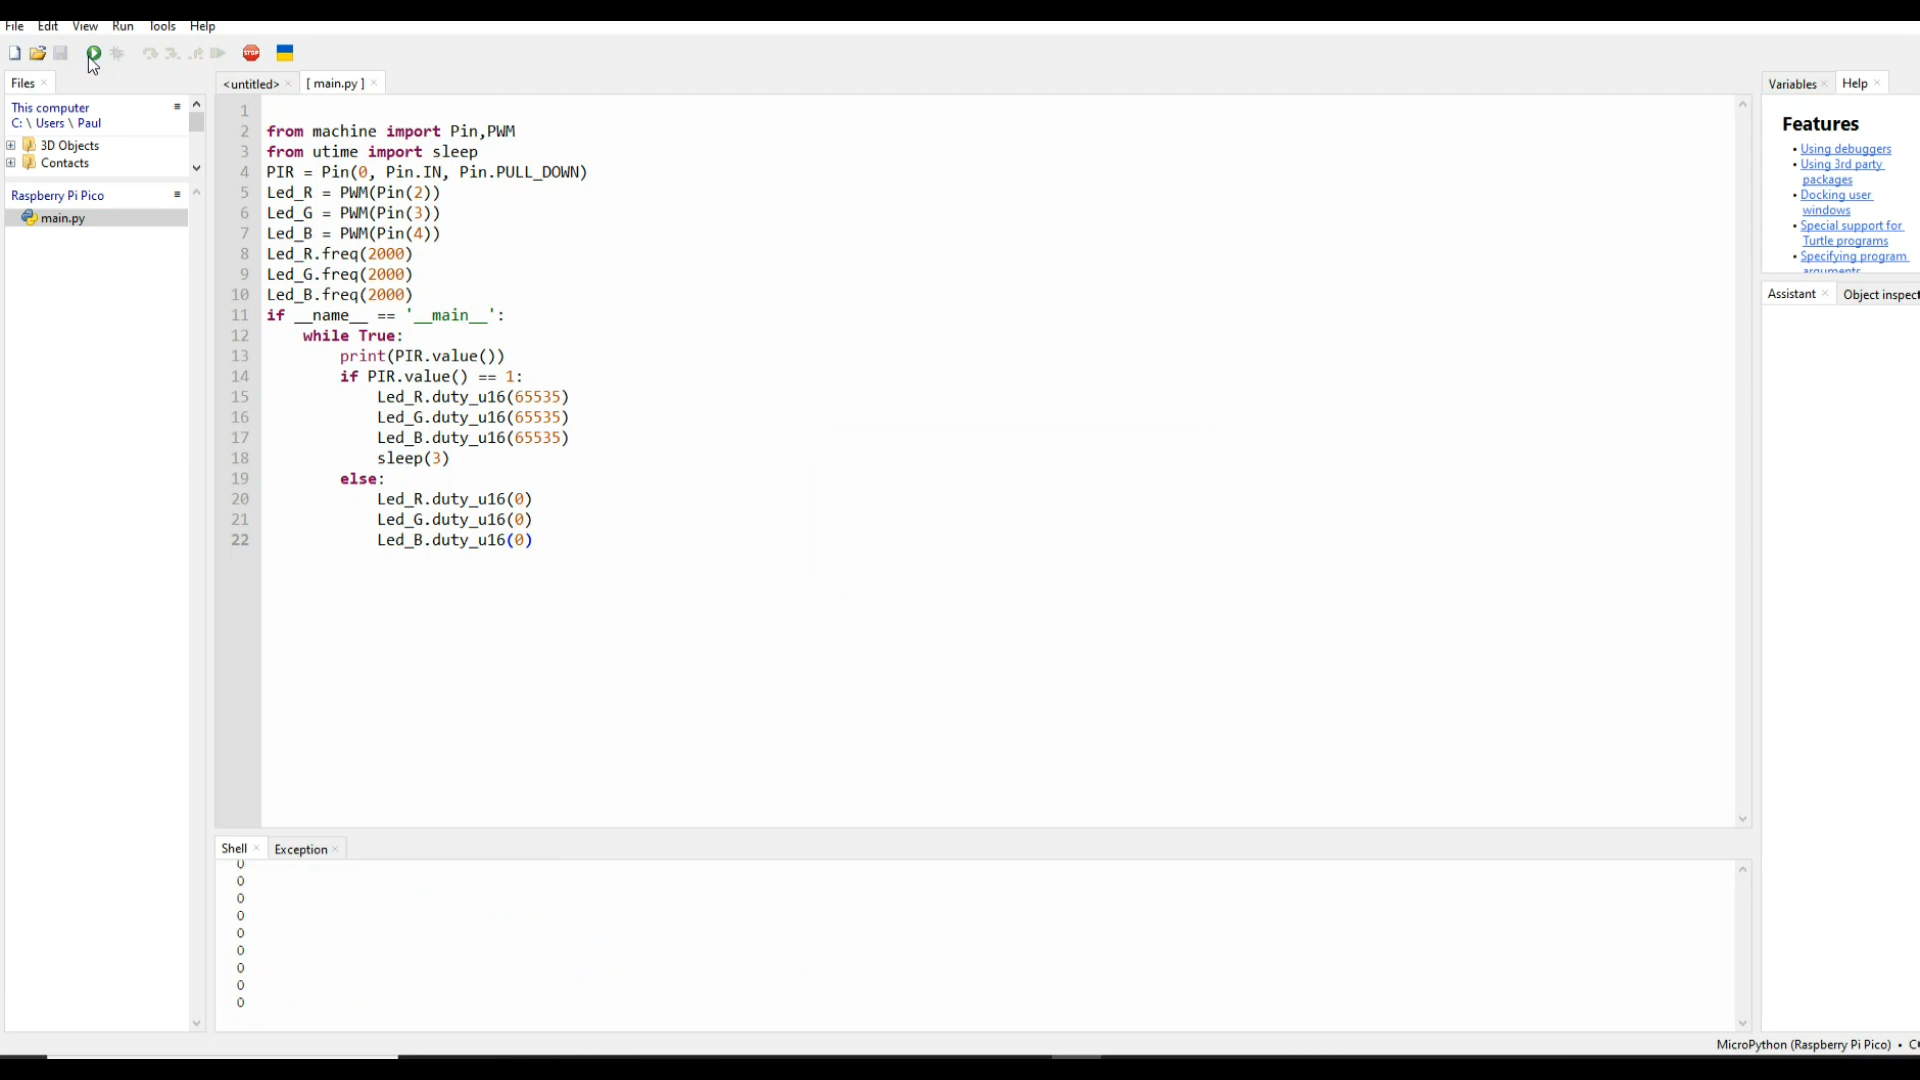 File Edit View Run Tools Help
STOP
Files
This computer
C: \ Users \ Paul
3D Objects
Contacts
Raspberry Pi Pico
main.py
<untitled> [ main.py ]
1
2 from machine import Pin,PWM
3 from utime import sleep
4 PIR = Pin(0, Pin.IN, Pin.PULL_DOWN)
5 Led_R = PWM(Pin(2))
6 Led_G = PWM(Pin(3))
7 Led_B = PWM(Pin(4))
8 Led_R.freq(2000)
9 Led_G.freq(2000)
10 Led_B.freq(2000)
11 if __name__ == '__main__':
12     while True:
13         print(PIR.value())
14         if PIR.value() == 1:
15             Led_R.duty_u16(65535)
16             Led_G.duty_u16(65535)
17             Led_B.duty_u16(65535)
18             sleep(3)
19         else:
20             Led_R.duty_u16(0)
21             Led_G.duty_u16(0)
22             Led_B.duty_u16(0)
Shell Exception
0
0
0
0
0
0
0
0
0
Variables Help
Features
• Using debuggers
• Using 3rd party
packages
• Docking user
windows
• Special support for
Turtle programs
• Specifying program
arguments
Assistant Object inspect
MicroPython (Raspberry Pi Pico) •